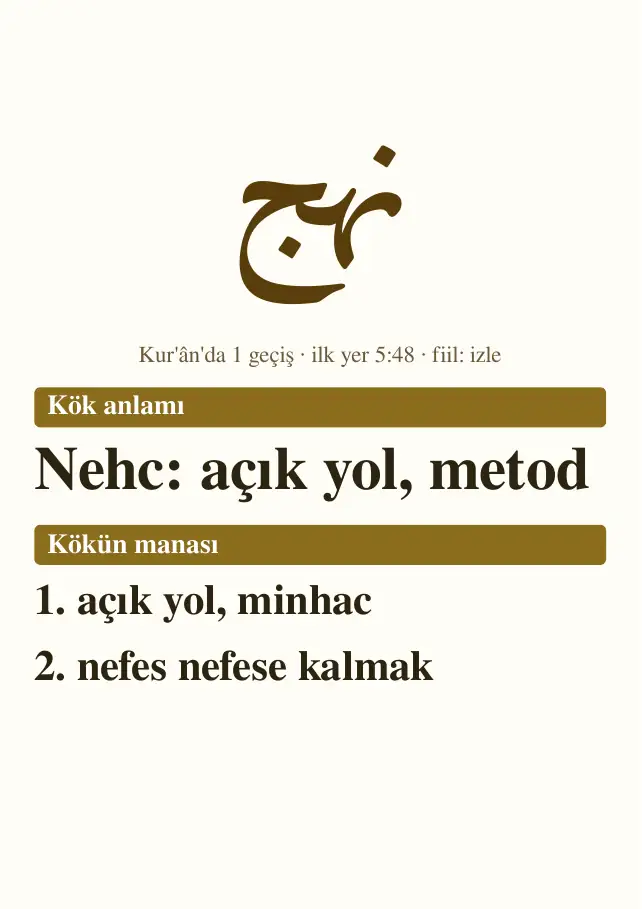 نهج
Kur'ân'da 1 geçiş · ilk yer 5:48 · fiil: izle
Kök anlamı
Nehc: açık yol, metod
Kökün manası
1. açık yol, minhac
2. nefes nefese kalmak